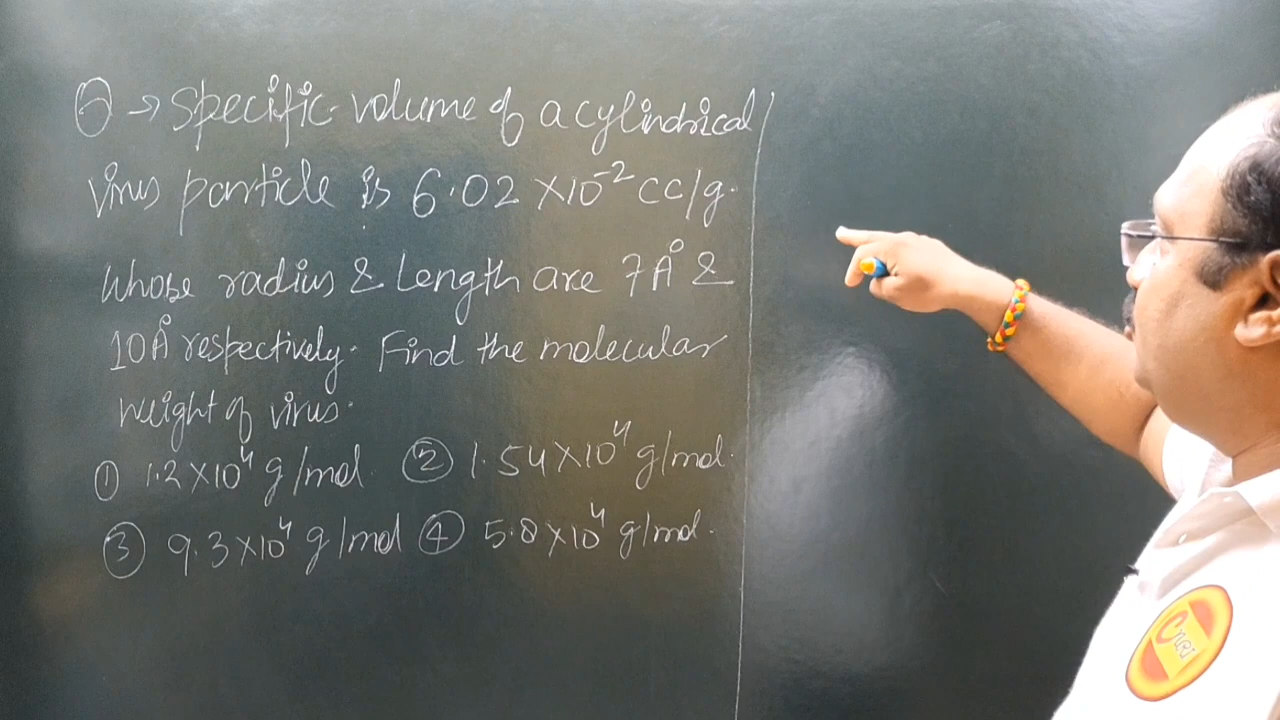 → Specific volume of a cylindrical
virus particle is 6.02 × 10⁻² cc/g.
Whose radius & Length are 7Å &
10Å respectively. Find the molecular
weight of virus.
① 1.2×10⁴ g/mol. ② 1.54×10⁴ g/mol.
③ 9.3×10⁴ g/mol ④ 5.8×10⁴ g/mol.